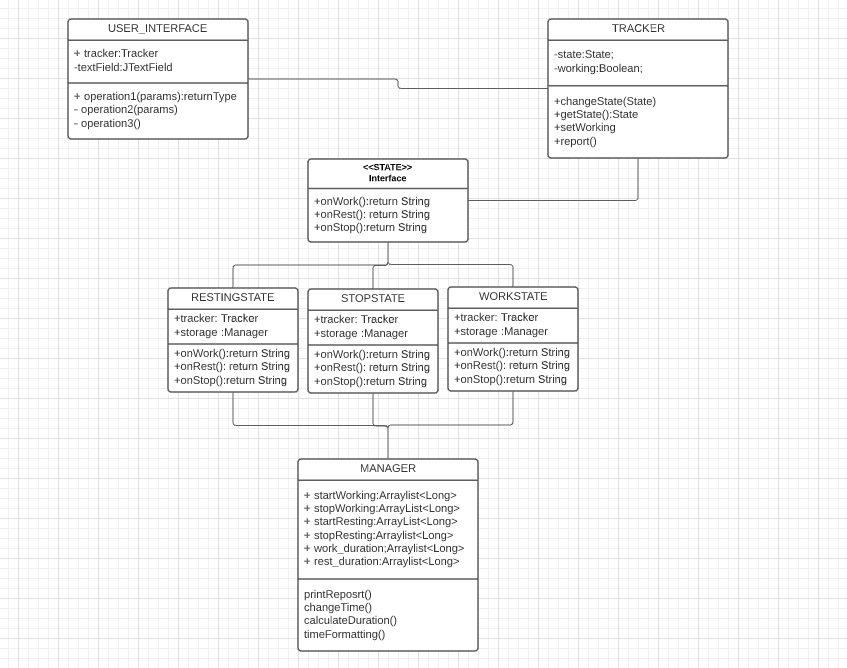 USER_INTERFACE
+ tracker:Tracker
-textField:JTextField
+ operation1(params):returnType
- operation2(params)
- operation3()
TRACKER
-state:State;
-working:Boolean;
+changeState(State)
+getState():State
+setWorking
+report()
<<STATE>>
Interface
+onWork():return String
+onRest(): return String
+onStop():return String
RESTINGSTATE
+tracker: Tracker
+storage :Manager
+onWork():return String
+onRest(): return String
+onStop():return String
STOPSTATE
+tracker: Tracker
+storage :Manager
+onWork():return String
+onRest(): return String
+onStop():return String
WORKSTATE
+tracker: Tracker
+storage :Manager
+onWork():return String
+onRest(): return String
+onStop():return String
MANAGER
+ startWorking:Arraylist<Long>
+ stopWorking:ArrayList<Long>
+ startResting:ArrayList<Long>
+ stopResting:Arraylist<Long>
+ work_duration;Arraylist<Long>
+ rest_duration:Arraylist<Long>
printReposrt()
changeTime()
calculateDuration()
timeFormatting()